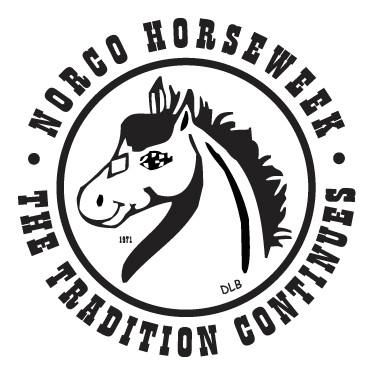 NORCO HORSEWEEK
1971
DLB
• THE TRADITION CONTINUES •